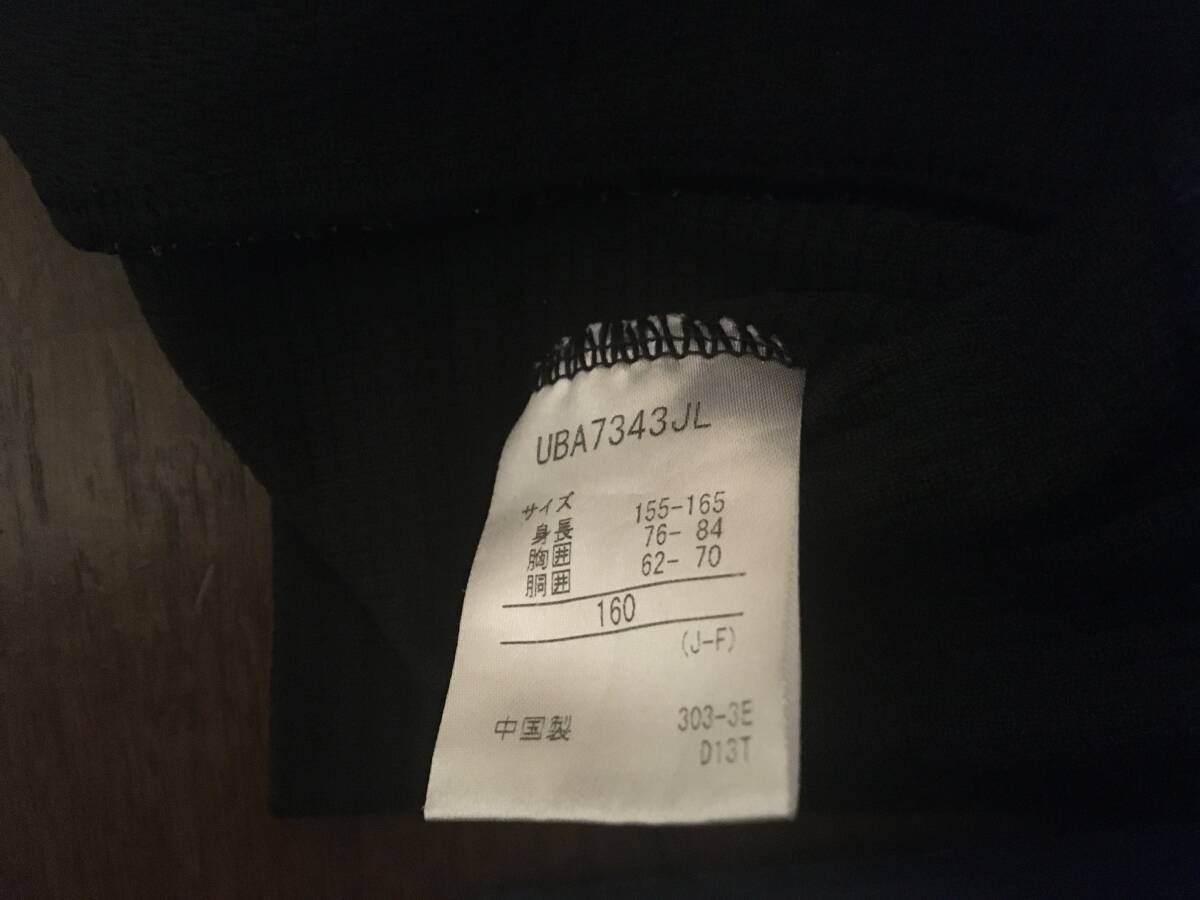 UBA7343JL
サイズ
身長 155-165
胸囲 76- 84
胴囲 62- 70
160
(J-F)
中国製 303-3E
D13T